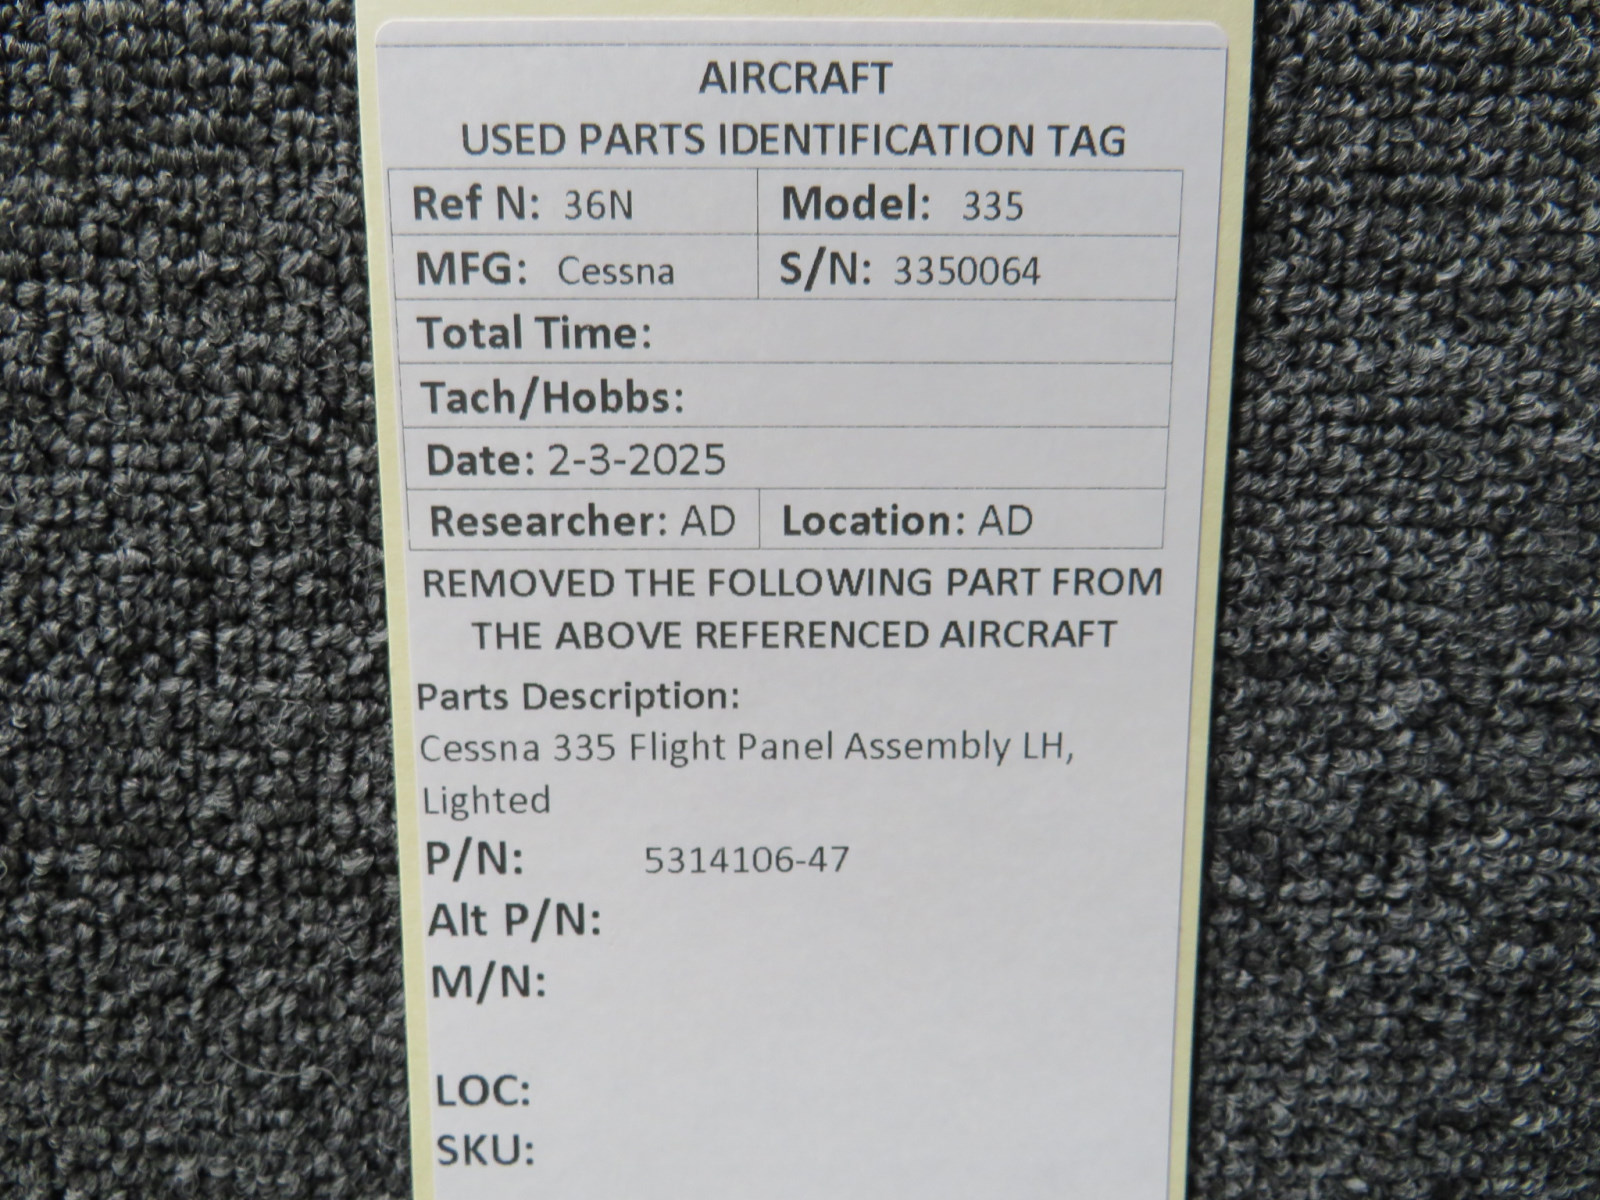 AIRCRAFT
USED PARTS IDENTIFICATION TAG
Ref N: 36N Model: 335
MFG: Cessna S/N: 3350064
Total Time:
Tach/Hobbs:
Date: 2-3-2025
Researcher: AD Location: AD
REMOVED THE FOLLOWING PART FROM
THE ABOVE REFERENCED AIRCRAFT
Parts Description:
Cessna 335 Flight Panel Assembly LH,
Lighted
P/N: 5314106-47
Alt P/N:
M/N:
LOC:
SKU: